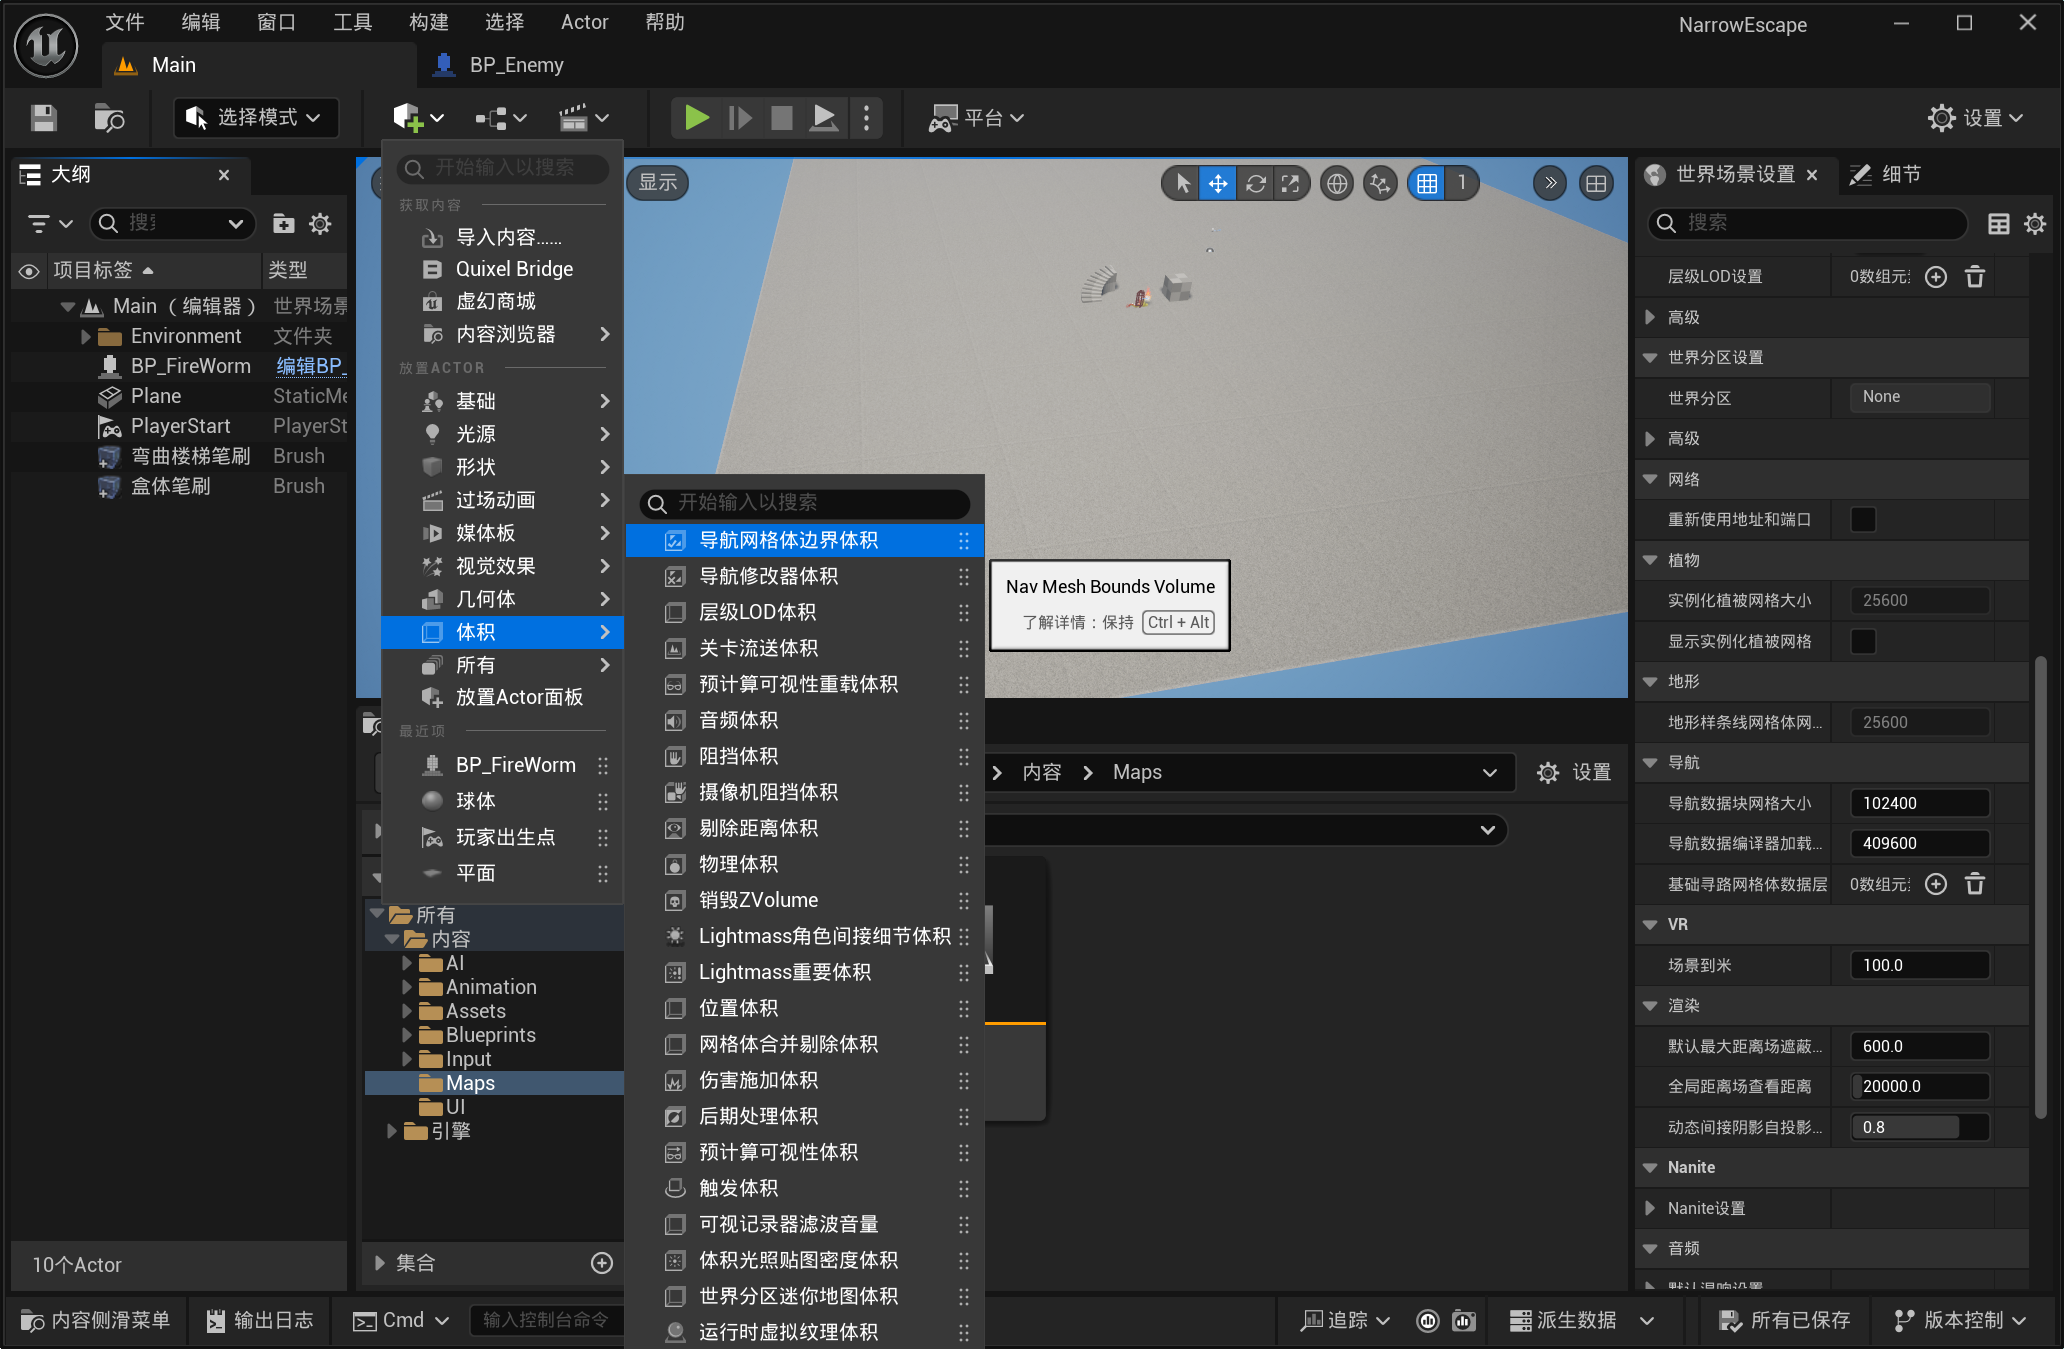 文件 编辑 窗口 工具 构建 选择 Actor 帮助
NarrowEscape
Main
BP_Enemy
选择模式
平台
设置
大纲
项目标签 类型
Main （编辑器） 世界场景
Environment 文件夹
BP_FireWorm 编辑BP_
Plane StaticMe
PlayerStart PlayerSt
弯曲楼梯笔刷 Brush
盒体笔刷 Brush
10个Actor
开始输入以搜索
获取内容
导入内容……
Quixel Bridge
虚幻商城
内容浏览器
放置ACTOR
基础
光源
形状
过场动画
媒体板
视觉效果
几何体
体积
所有
放置Actor面板
最近项
BP_FireWorm
球体
玩家出生点
平面
显示
1
开始输入以搜索
导航网格体边界体积
导航修改器体积
层级LOD体积
关卡流送体积
预计算可视性重载体积
音频体积
阻挡体积
摄像机阻挡体积
剔除距离体积
物理体积
销毁ZVolume
Lightmass角色间接细节体积
Lightmass重要体积
位置体积
网格体合并剔除体积
伤害施加体积
后期处理体积
预计算可视性体积
触发体积
可视记录器滤波音量
体积光照贴图密度体积
世界分区迷你地图体积
运行时虚拟纹理体积
Nav Mesh Bounds Volume
了解详情：保持 Ctrl + Alt
内容 Maps
设置
所有
内容
AI
Animation
Assets
Blueprints
Input
Maps
UI
引擎
集合
世界场景设置
细节
搜索
层级LOD设置 0数组元
高级
世界分区设置
世界分区 None
高级
网络
重新使用地址和端口
植物
实例化植被网格大小 25600
显示实例化植被网格
地形
地形样条线网格体网... 25600
导航
导航数据块网格大小 102400
导航数据编译器加载... 409600
基础寻路网格体数据层 0数组元
VR
场景到米 100.0
渲染
默认最大距离场遮蔽... 600.0
全局距离场查看距离 20000.0
动态间接阴影自投影... 0.8
Nanite
Nanite设置
音频
默认混响设置
内容侧滑菜单
输出日志
Cmd
输入控制台命令
追踪
派生数据
所有已保存
版本控制